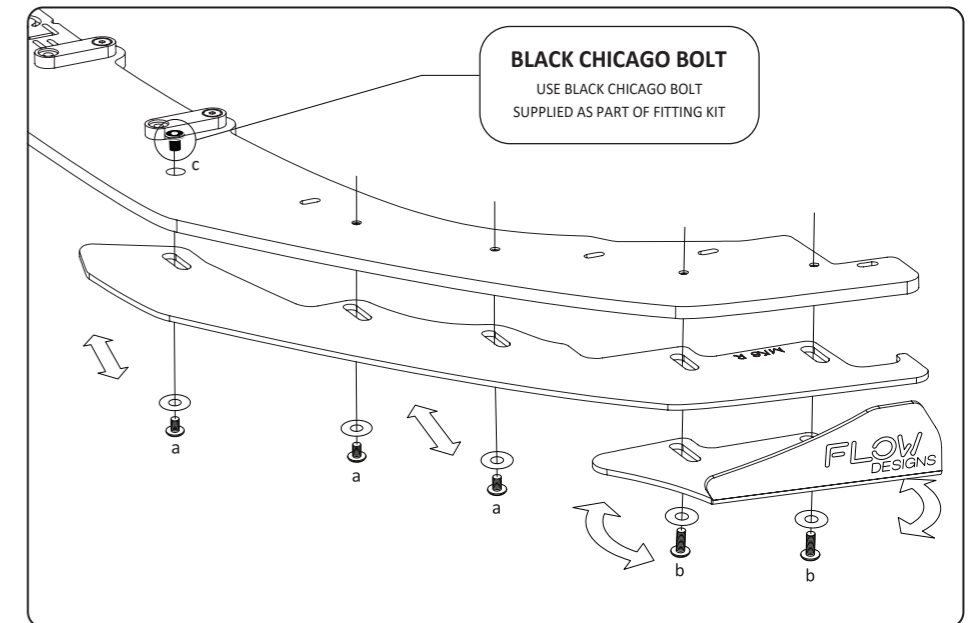 BLACK CHICAGO BOLT
USE BLACK CHICAGO BOLT
SUPPLIED AS PART OF FITTING KIT
c
a
a
a
FLOW
DESIGNS
b
b